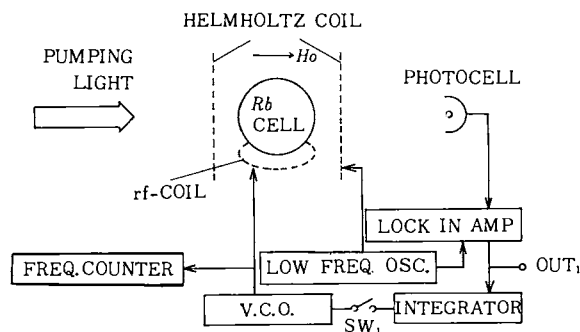 HELMHOLTZ COIL
Ho
PUMPING
LIGHT
PHOTOCELL
Rb
CELL
rf-COIL
LOCK IN AMP
FREQ. COUNTER
LOW FREQ. OSC.
OUT₁
V.C.O.
SW₁
INTEGRATOR